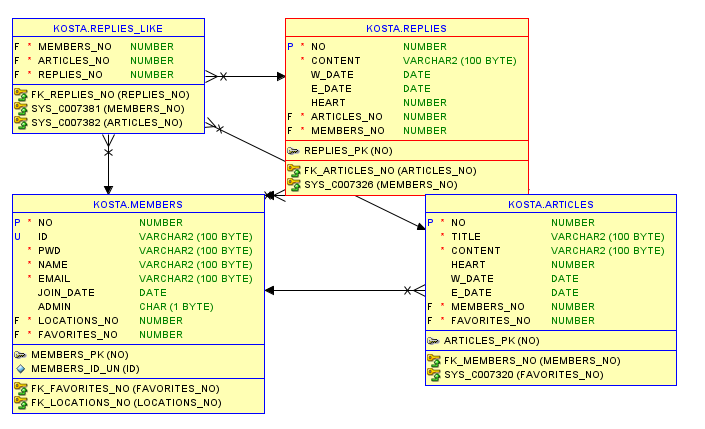 KOSTA.REPLIES_LIKE
F * MEMBERS_NO NUMBER
F * ARTICLES_NO NUMBER
F * REPLIES_NO NUMBER
FK_REPLIES_NO (REPLIES_NO)
SYS_C007381 (MEMBERS_NO)
SYS_C007382 (ARTICLES_NO)
KOSTA.REPLIES
P * NO NUMBER
* CONTENT VARCHAR2 (100 BYTE)
W_DATE DATE
E_DATE DATE
HEART NUMBER
F * ARTICLES_NO NUMBER
F * MEMBERS_NO NUMBER
REPLIES_PK (NO)
FK_ARTICLES_NO (ARTICLES_NO)
SYS_C007326 (MEMBERS_NO)
KOSTA.MEMBERS
P * NO NUMBER
U ID VARCHAR2 (100 BYTE)
* PWD VARCHAR2 (100 BYTE)
* NAME VARCHAR2 (100 BYTE)
* EMAIL VARCHAR2 (100 BYTE)
JOIN_DATE DATE
ADMIN CHAR (1 BYTE)
F * LOCATIONS_NO NUMBER
F * FAVORITES_NO NUMBER
MEMBERS_PK (NO)
MEMBERS_ID_UN (ID)
FK_FAVORITES_NO (FAVORITES_NO)
FK_LOCATIONS_NO (LOCATIONS_NO)
KOSTA.ARTICLES
P * NO NUMBER
* TITLE VARCHAR2 (100 BYTE)
* CONTENT VARCHAR2 (100 BYTE)
HEART NUMBER
W_DATE DATE
E_DATE DATE
F * MEMBERS_NO NUMBER
F * FAVORITES_NO NUMBER
ARTICLES_PK (NO)
FK_MEMBERS_NO (MEMBERS_NO)
SYS_C007320 (FAVORITES_NO)